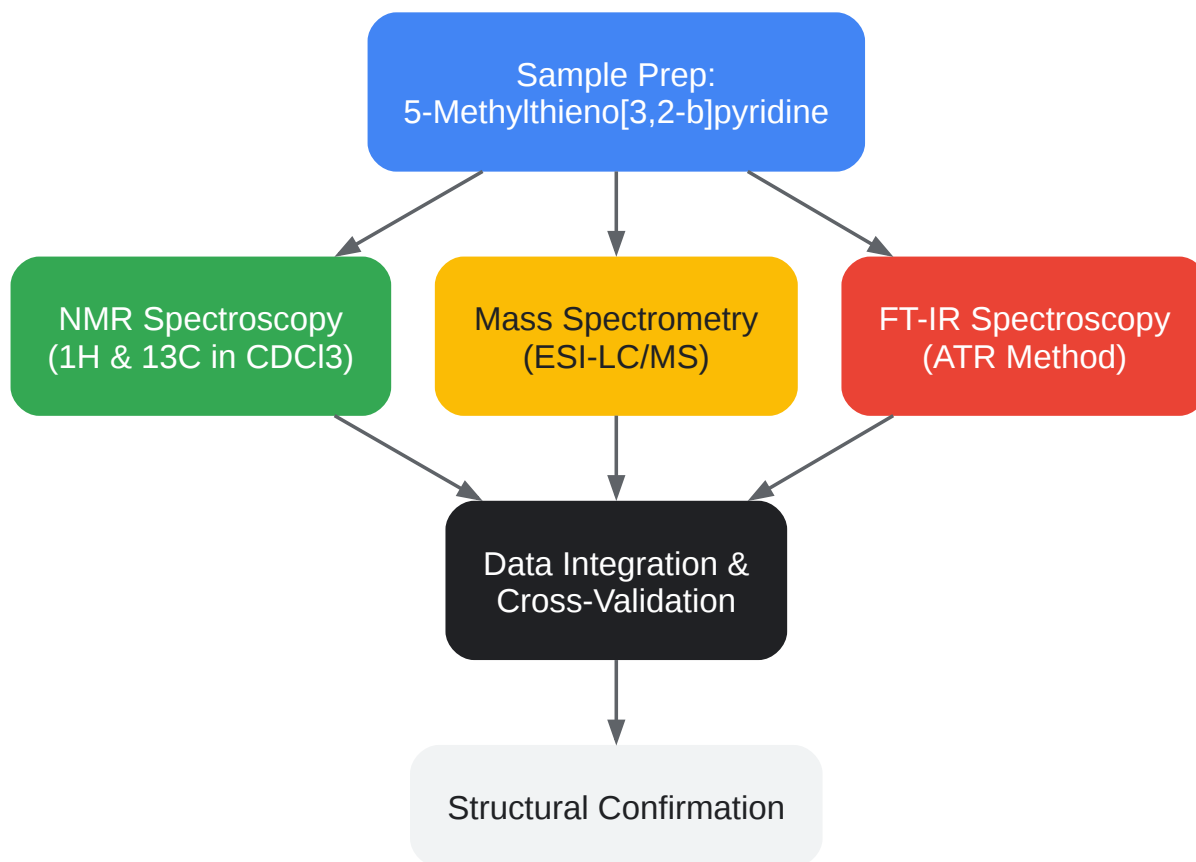 Sample Prep:
5-Methylthieno[3,2-b]pyridine
NMR Spectroscopy
(1H & 13C in CDCl3)
Mass Spectrometry
(ESI-LC/MS)
FT-IR Spectroscopy
(ATR Method)
Data Integration &
Cross-Validation
Structural Confirmation